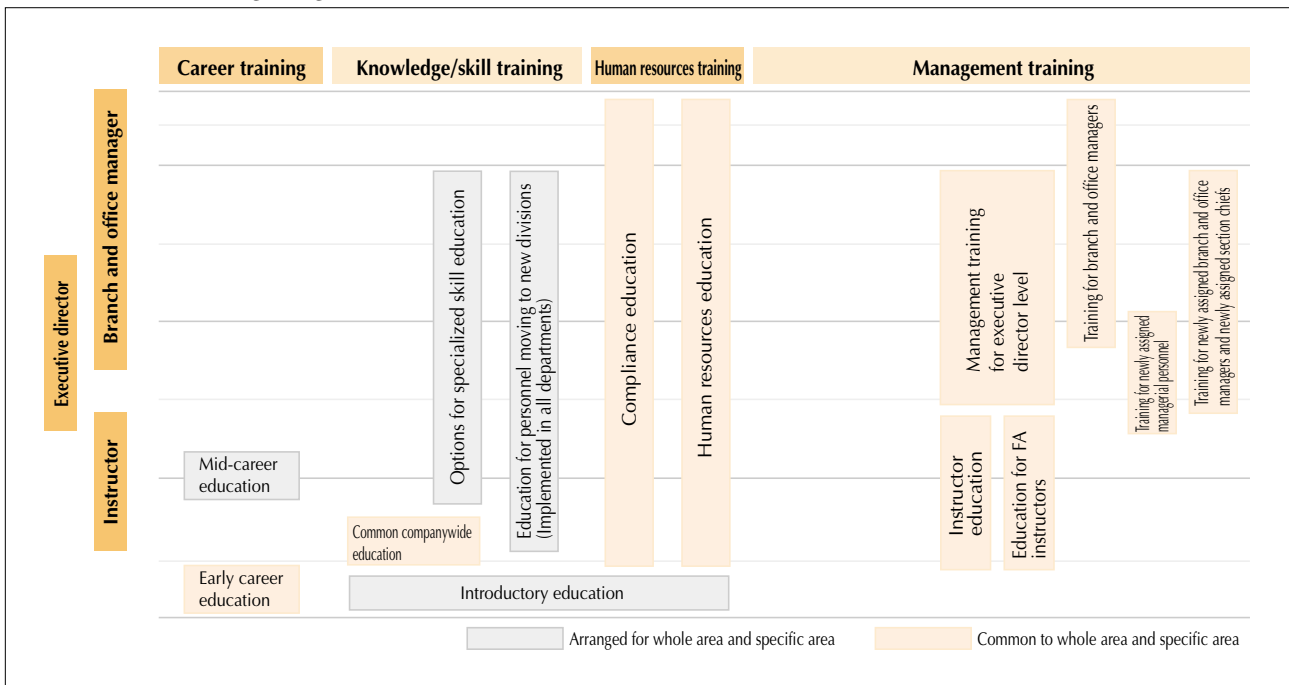 Career training
Knowledge/skill training
Human resources training
Management training
Executive director
Branch and office manager
Instructor
Mid-career
education
Early career
education
Common companywide
education
Options for specialized skill education
Education for personnel moving to new divisions
(Implemented in all departments)
Introductory education
Compliance education
Human resources education
Management training
for executive
director level
Instructor
education
Education for FA
instructors
Training for branch and office managers
Training for newly assigned
managerial personnel
Training for newly assigned branch and office
managers and newly assigned section chiefs
Arranged for whole area and specific area
Common to whole area and specific area